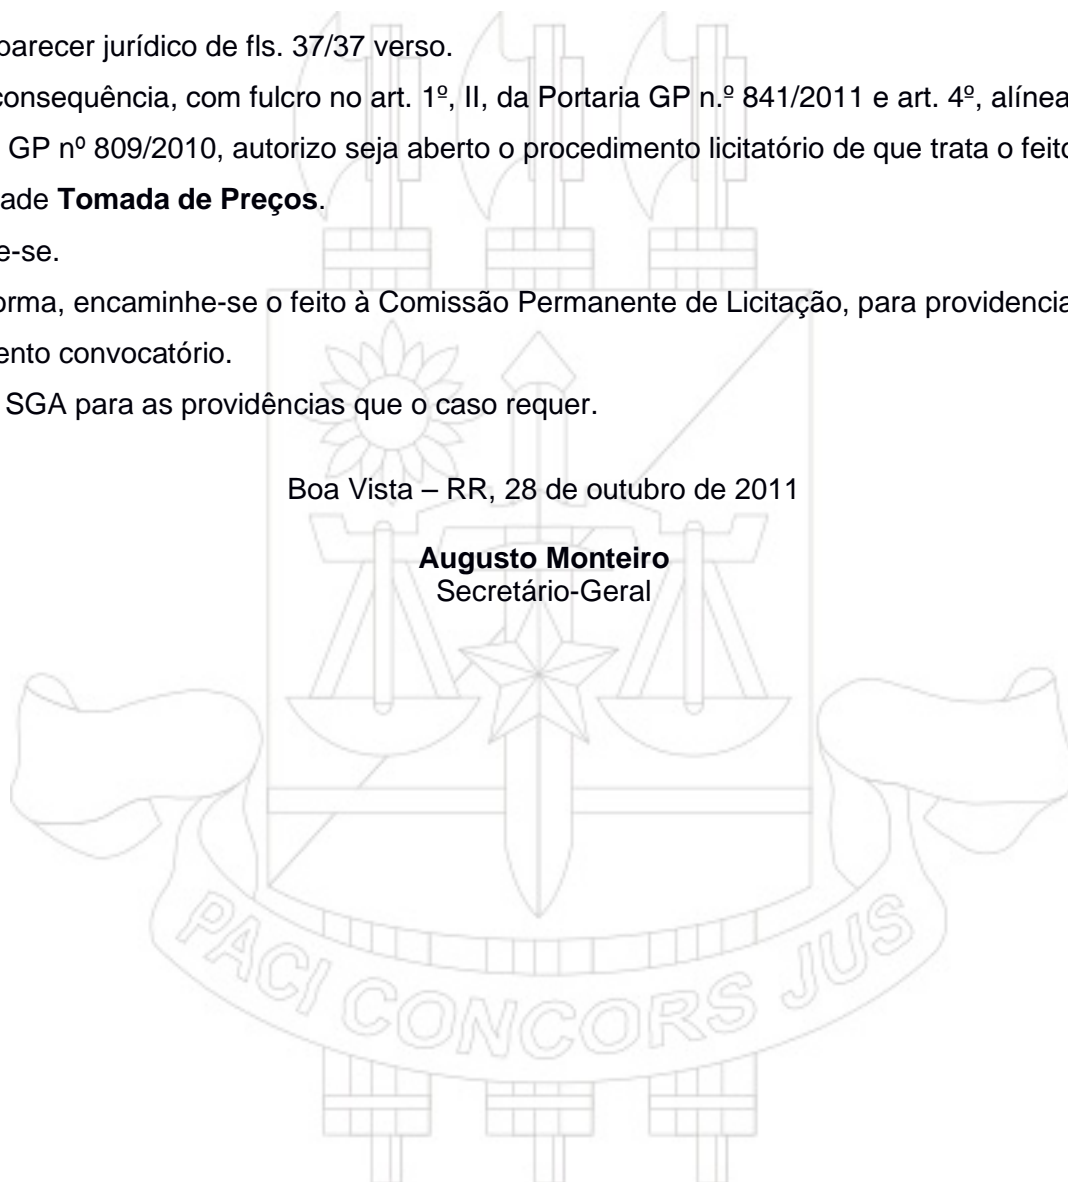 parecer jurídico de fls. 37/37 verso.
consequência, com fulcro no art. 1º, II, da Portaria GP n.º 841/2011 e art. 4º, alínea
GP nº 809/2010, autorizo seja aberto o procedimento licitatório de que trata o feito
ade Tomada de Preços.
e-se.
orma, encaminhe-se o feito à Comissão Permanente de Licitação, para providencia
ento convocatório.
SGA para as providências que o caso requer.
Boa Vista – RR, 28 de outubro de 2011
Augusto Monteiro
Secretário-Geral
PACI CONCORS JUS